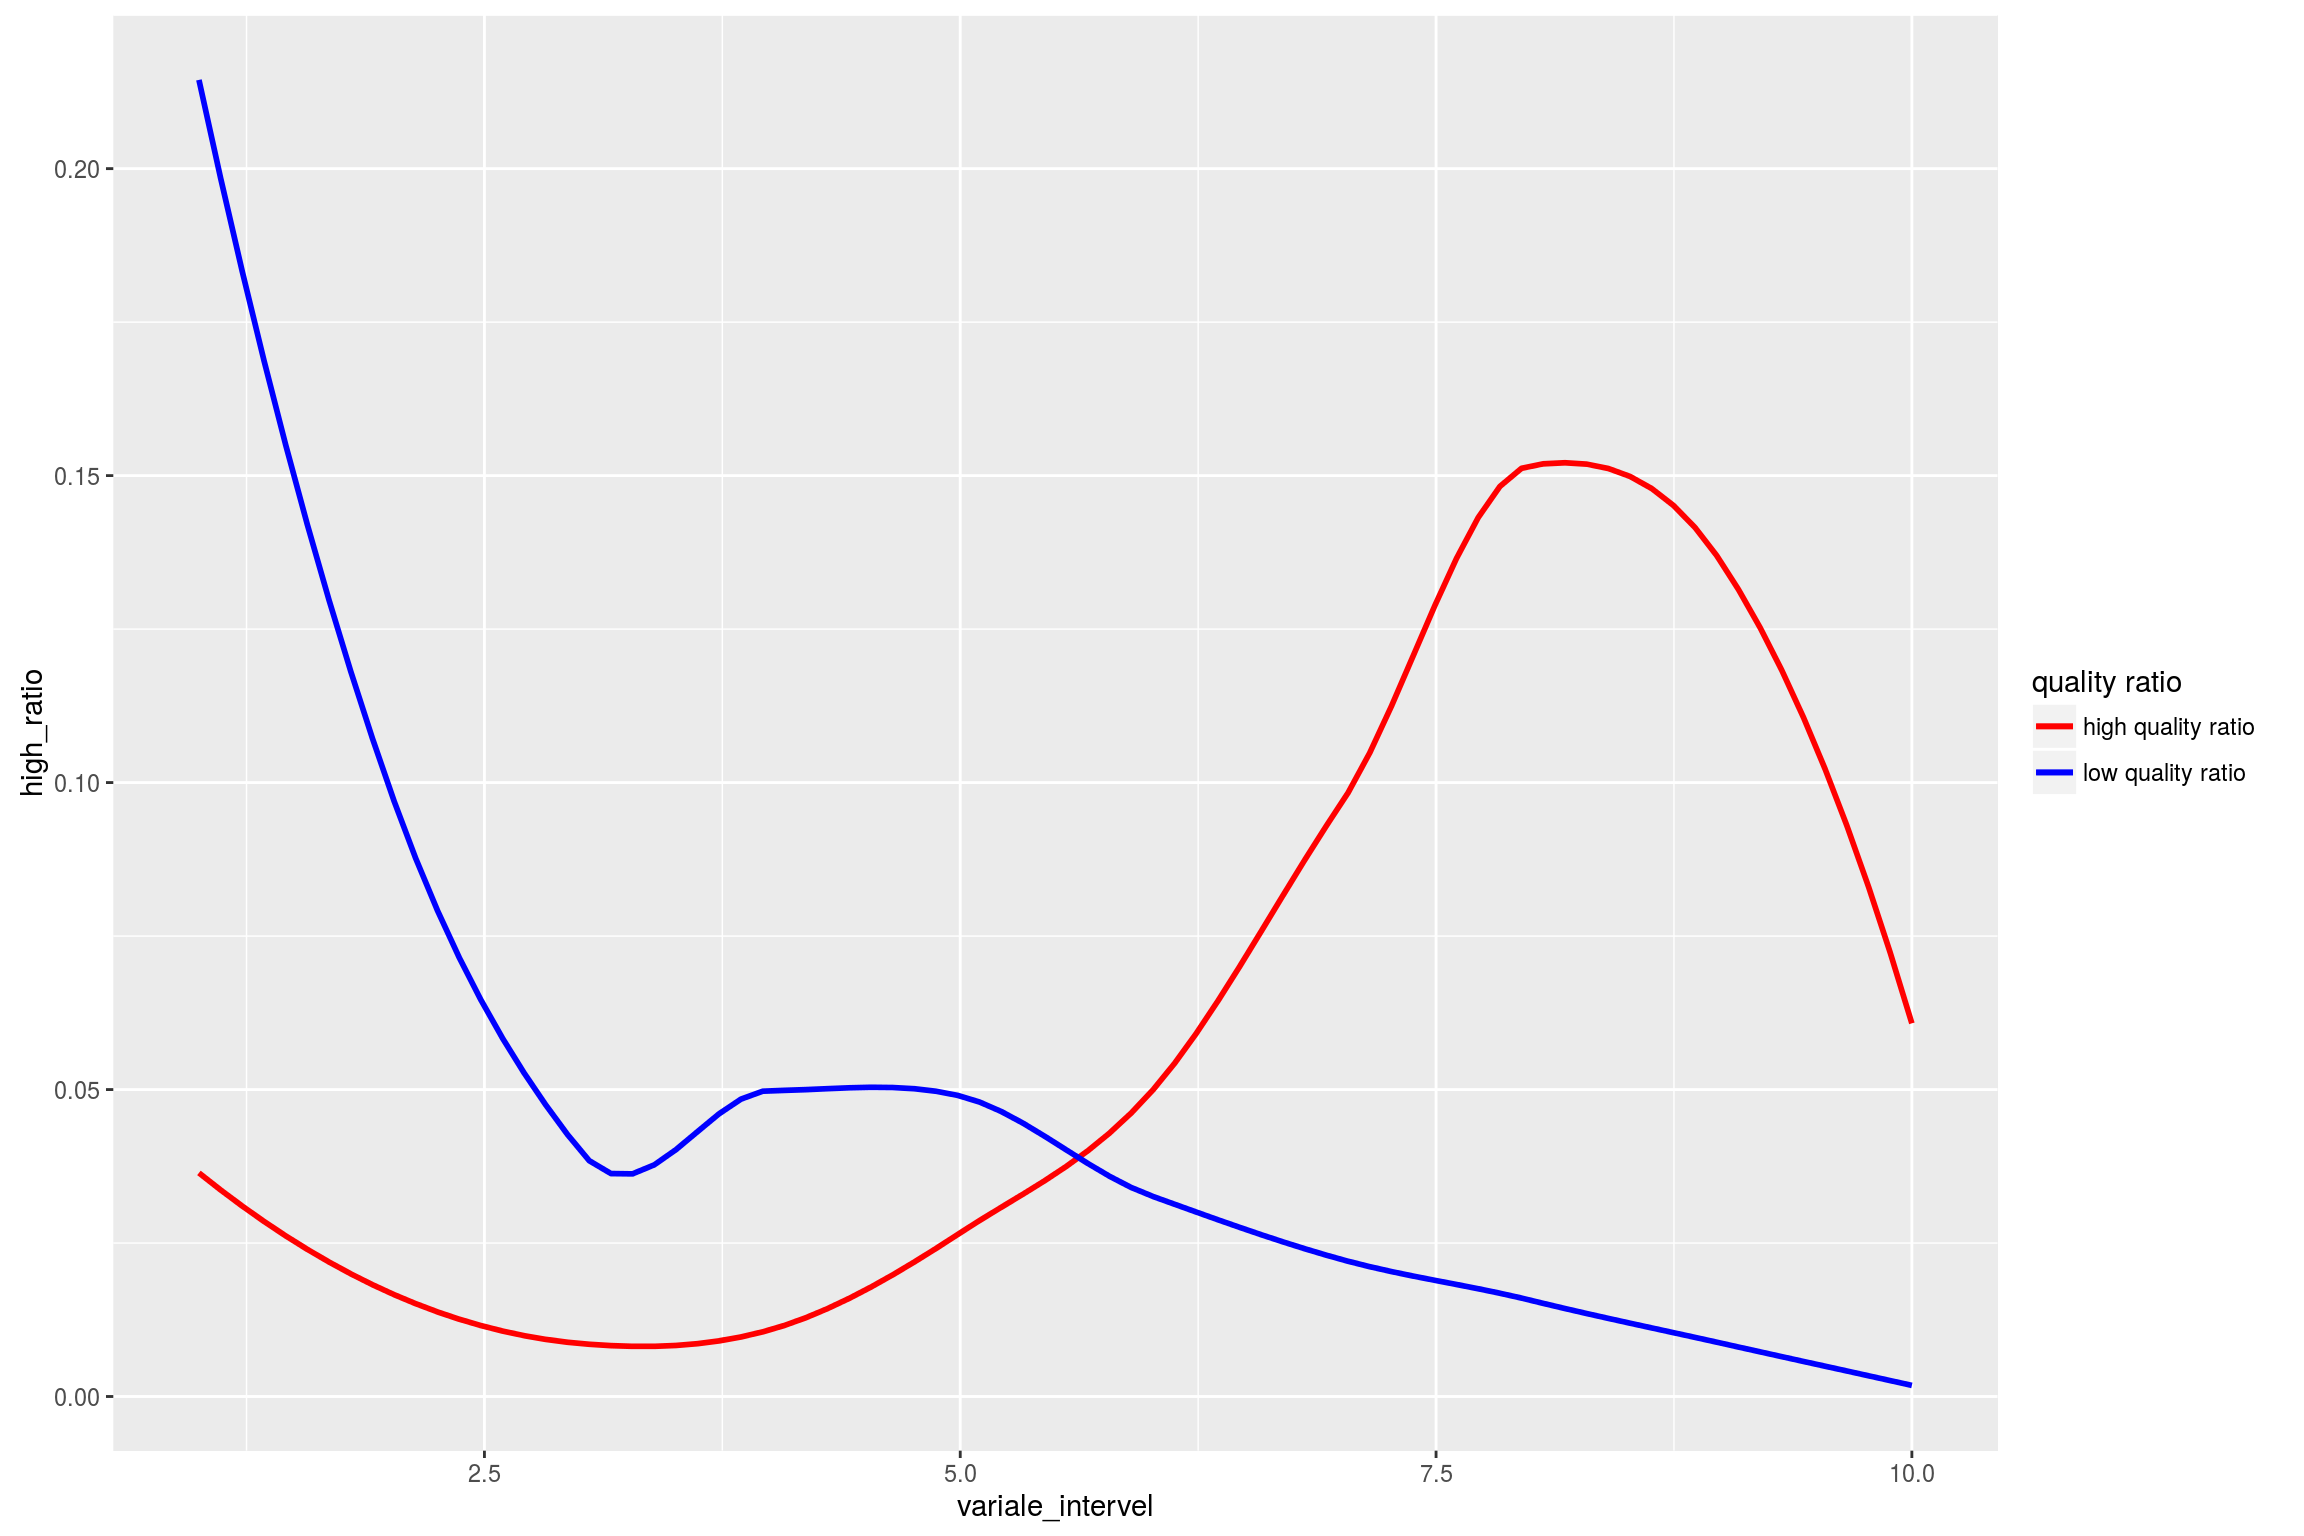 high_ratio
0.20
0.15
0.10
0.05
0.00
2.5 5.0 7.5 10.0
variale_intervel
quality ratio
high quality ratio
low quality ratio